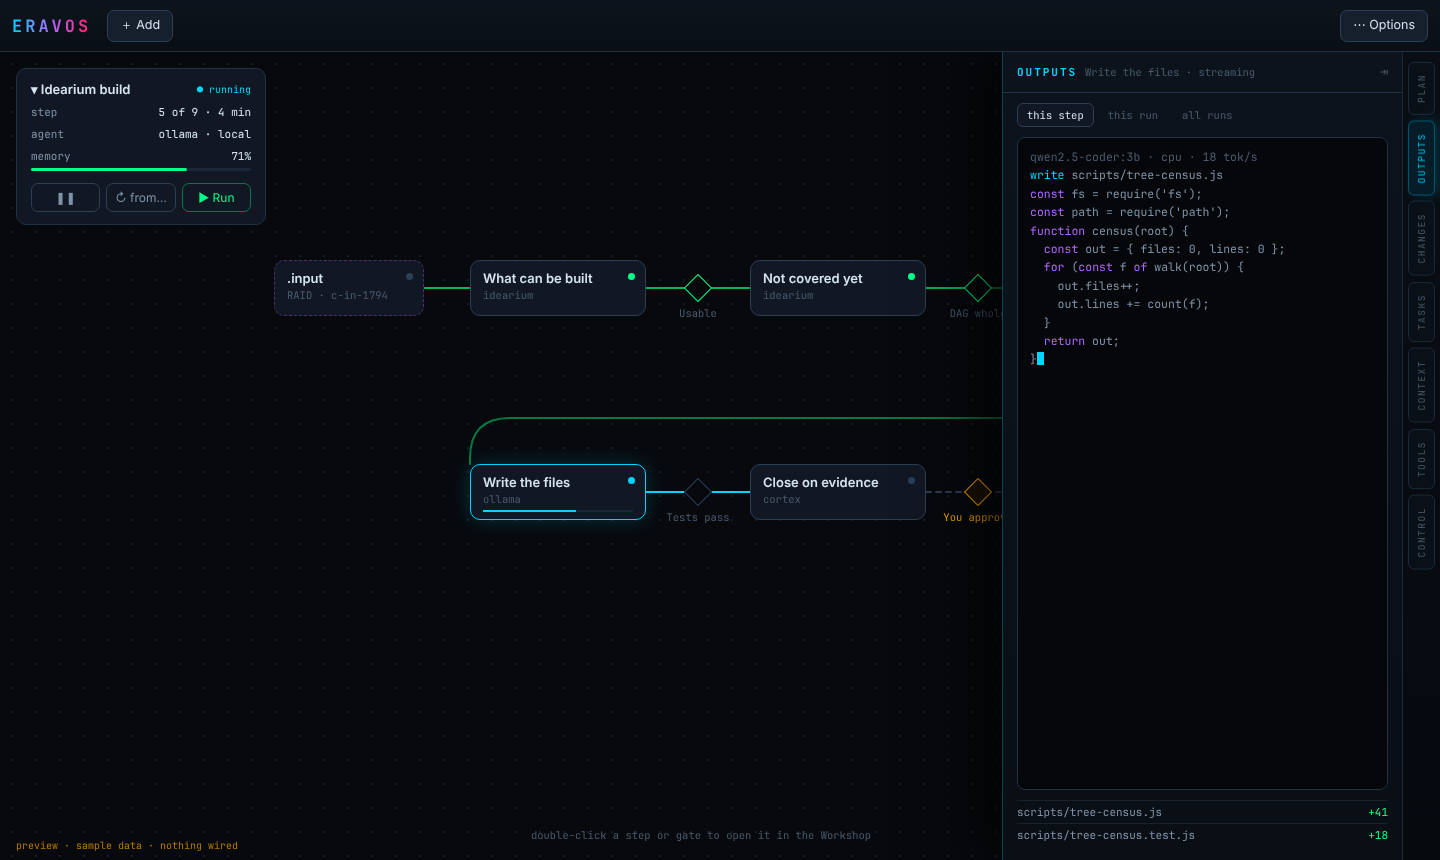 ERAVOS
+ Add
⋯ Options
▾ Idearium build
running
step
5 of 9 · 4 min
agent
ollama · local
memory
71%
❚❚
↻ from…
▶ Run
.input
RAID · c-in-1794
What can be built
idearium
Usable
Not covered yet
idearium
DAG whole
Write the files
ollama
Tests pass
Close on evidence
cortex
You approv
double-click a step or gate to open it in the Workshop
preview · sample data · nothing wired
OUTPUTS Write the files · streaming
⇥
this step
this run
all runs
qwen2.5-coder:3b · cpu · 18 tok/s
write scripts/tree-census.js
const fs = require('fs');
const path = require('path');
function census(root) {
  const out = { files: 0, lines: 0 };
  for (const f of walk(root)) {
    out.files++;
    out.lines += count(f);
  }
  return out;
}
scripts/tree-census.js
+41
scripts/tree-census.test.js
+18
PLAN
OUTPUTS
CHANGES
TASKS
CONTEXT
TOOLS
CONTROL